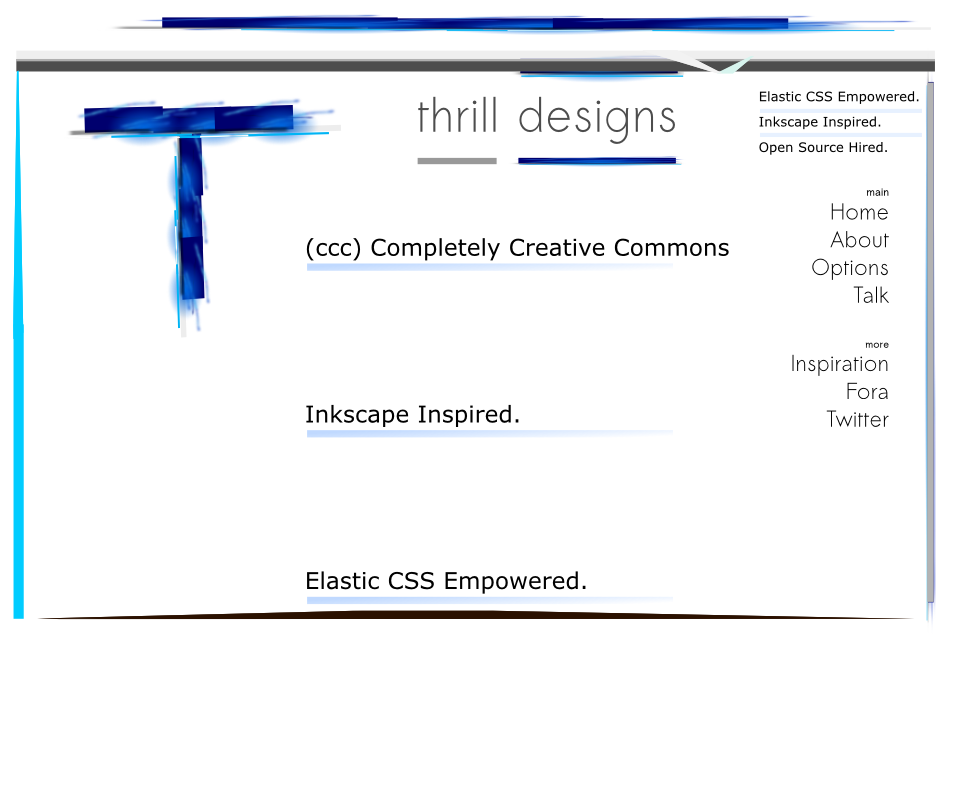 thrill designs
Elastic CSS Empowered.
Inkscape Inspired.
Open Source Hired.
main
Home
About
Options
Talk
more
Inspiration
Fora
Twitter
(ccc) Completely Creative Commons
Inkscape Inspired.
Elastic CSS Empowered.